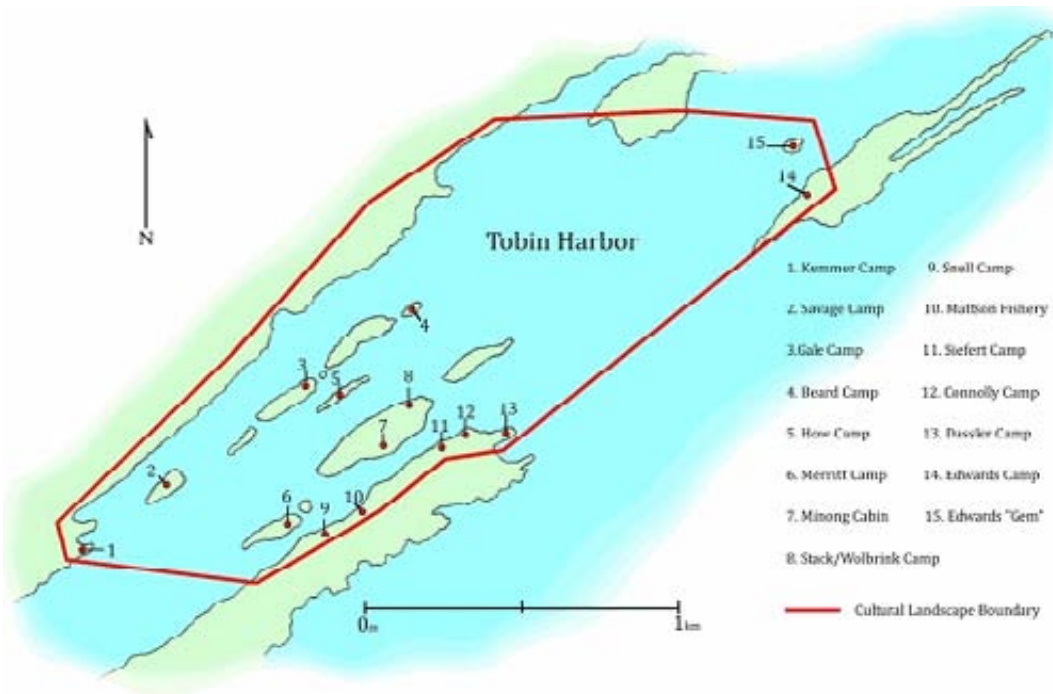 15
14
N
Tobin Harbor
4
3
5
8
7
13
12
11
2
6
9
10
1
1. Kemmer Camp
2. Savage Camp
3.Gale Camp
4. Beard Camp
5. How Camp
6. Merritt Camp
7. Minong Cabin
8. Stack/Wolbrink Camp
9. Snell Camp
10. Mattson Fishery
11. Siefert Camp
12. Connolly Camp
13. Dassler Camp
14. Edwards Camp
15. Edwards "Gem"
Cultural Landscape Boundary
0m
1km